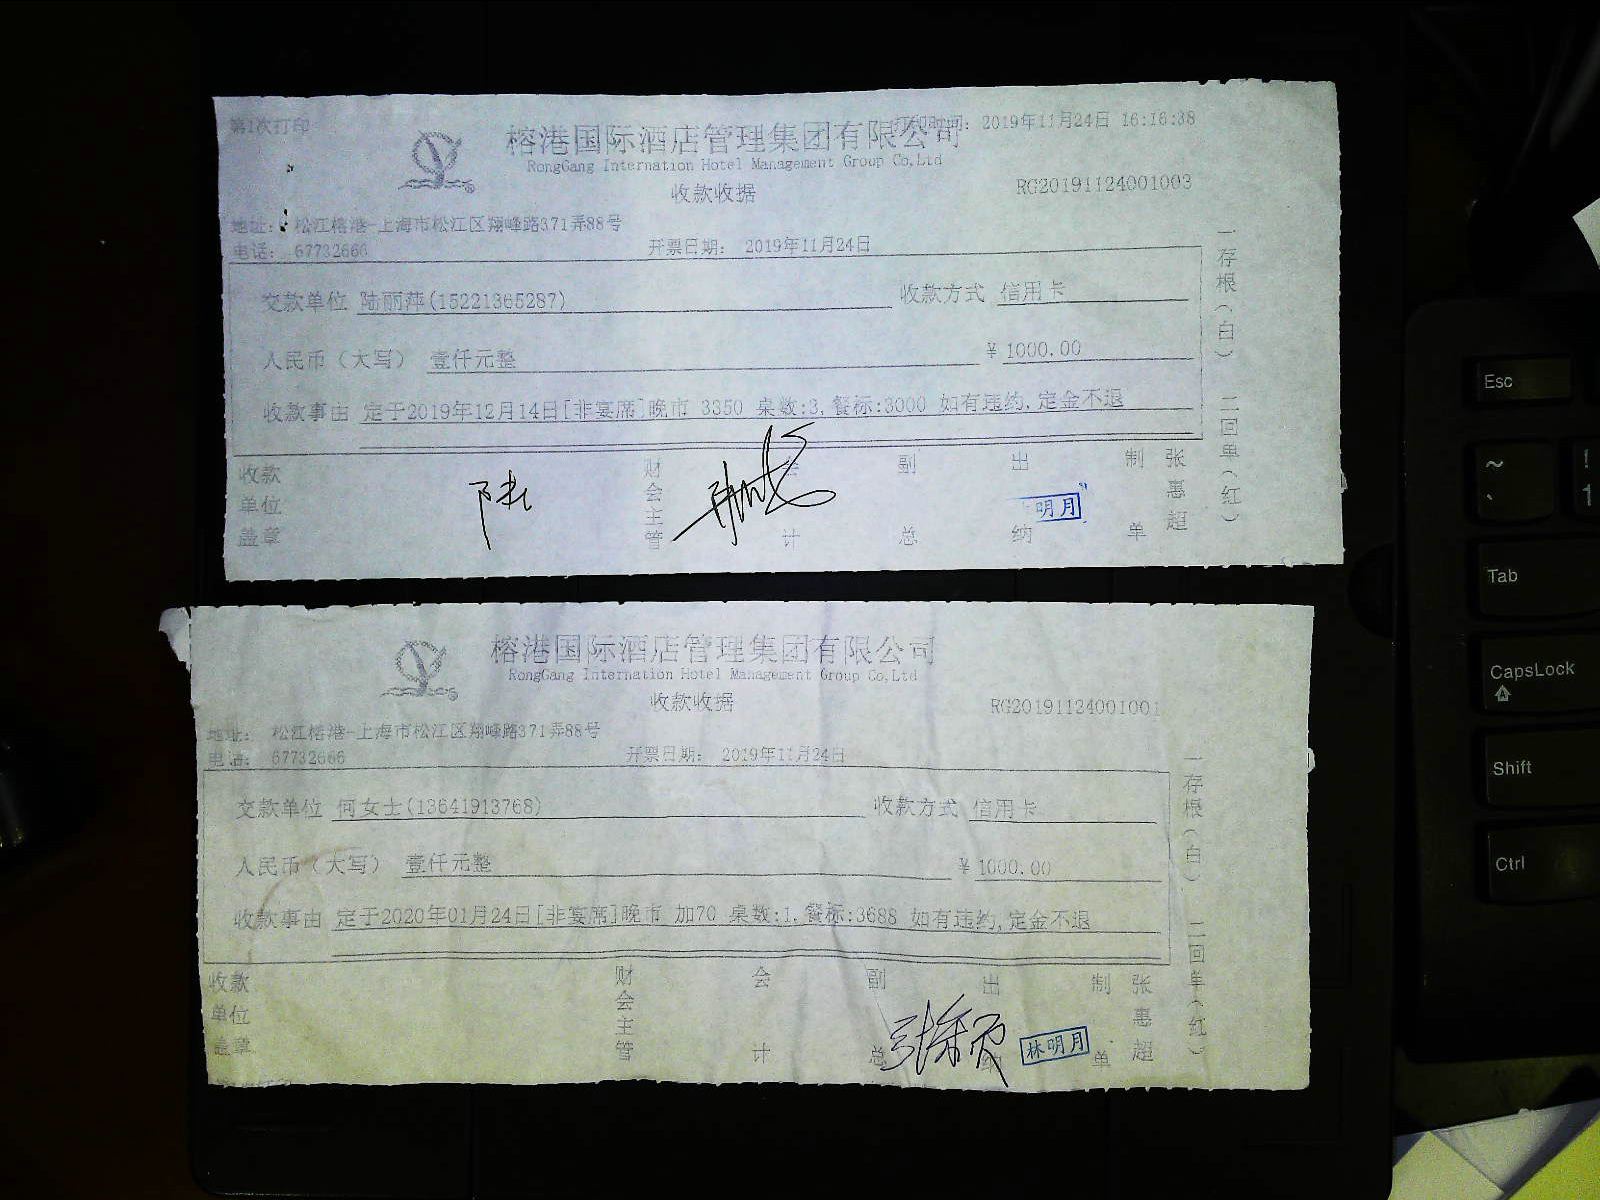 第1次打印
打印时间：2019年11月24日 16:16:38
榕港国际酒店管理集团有限公司
RongGang Internation Hotel Management Group Co,Ltd
收款收据
RG20191124001003
地址：松江榕港-上海市松江区翔峰路371弄88号
电话：67732666
开票日期：2019年11月24日
交款单位 陆丽萍(15221365287) 收款方式 信用卡
人民币（大写） 壹仟元整 ￥1000.00
收款事由 定于2019年12月14日[非宴席]晚市 3350 桌数:3,餐标:3000 如有违约,定金不退
收款单位盖章 财会主管 会计 副总 出纳 明月 制单 张惠超
一存根（白） 二回单（红）
榕港国际酒店管理集团有限公司
RongGang Internation Hotel Management Group Co,Ltd
收款收据
RG20191124001001
地址：松江榕港-上海市松江区翔峰路371弄88号
电话：67732666
开票日期：2019年11月24日
交款单位 何女士(13641913768) 收款方式 信用卡
人民币（大写） 壹仟元整 ￥1000.00
收款事由 定于2020年01月24日[非宴席]晚市 加70 桌数:1,餐标:3688 如有违约,定金不退
收款单位盖章 财会主管 会计 副总 出纳 林明月 制单 张惠超
一存根（白） 二回单（红）
Esc
~
`
!
1
Tab
CapsLock
A
Shift
Ctrl